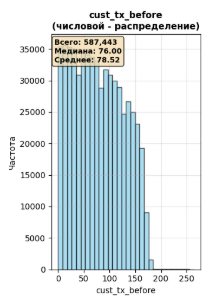 cust_tx_before
(числовой - распределение)
Всего: 587,443
Медиана: 76.00
Среднее: 78.52
35000
30000
25000
20000
15000
10000
5000
0
Частота
0 50 100 150 200 250
cust_tx_before